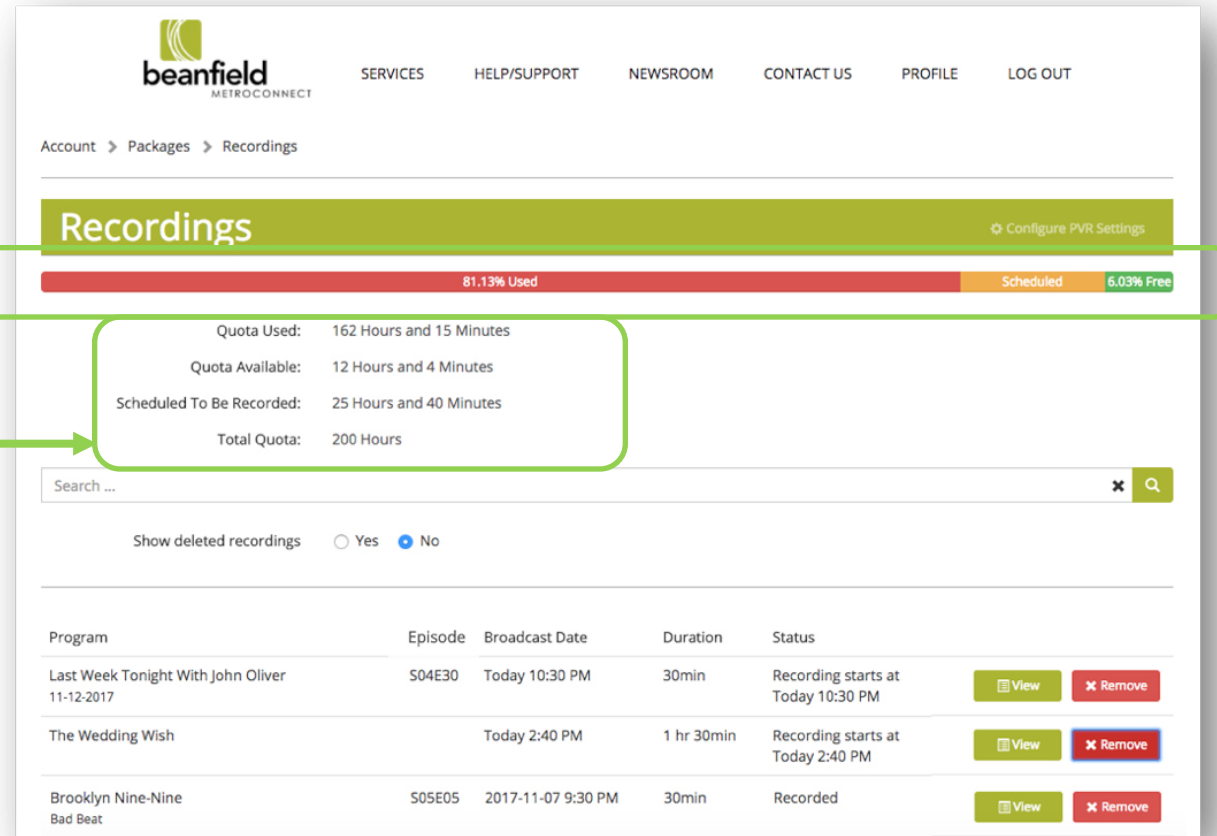 beanfield
METROCONNECT
SERVICES HELP/SUPPORT NEWSROOM CONTACT US PROFILE LOG OUT
Account > Packages > Recordings
Recordings Configure PVR Settings
81.13% Used Scheduled 6.03% Free
Quota Used: 162 Hours and 15 Minutes
Quota Available: 12 Hours and 4 Minutes
Scheduled To Be Recorded: 25 Hours and 40 Minutes
Total Quota: 200 Hours
Search ...
Show deleted recordings Yes No
Program Episode Broadcast Date Duration Status
Last Week Tonight With John Oliver S04E30 Today 10:30 PM 30min Recording starts at View Remove
11-12-2017 Today 10:30 PM
The Wedding Wish Today 2:40 PM 1 hr 30min Recording starts at View Remove
Today 2:40 PM
Brooklyn Nine-Nine S05E05 2017-11-07 9:30 PM 30min Recorded View Remove
Bad Beat